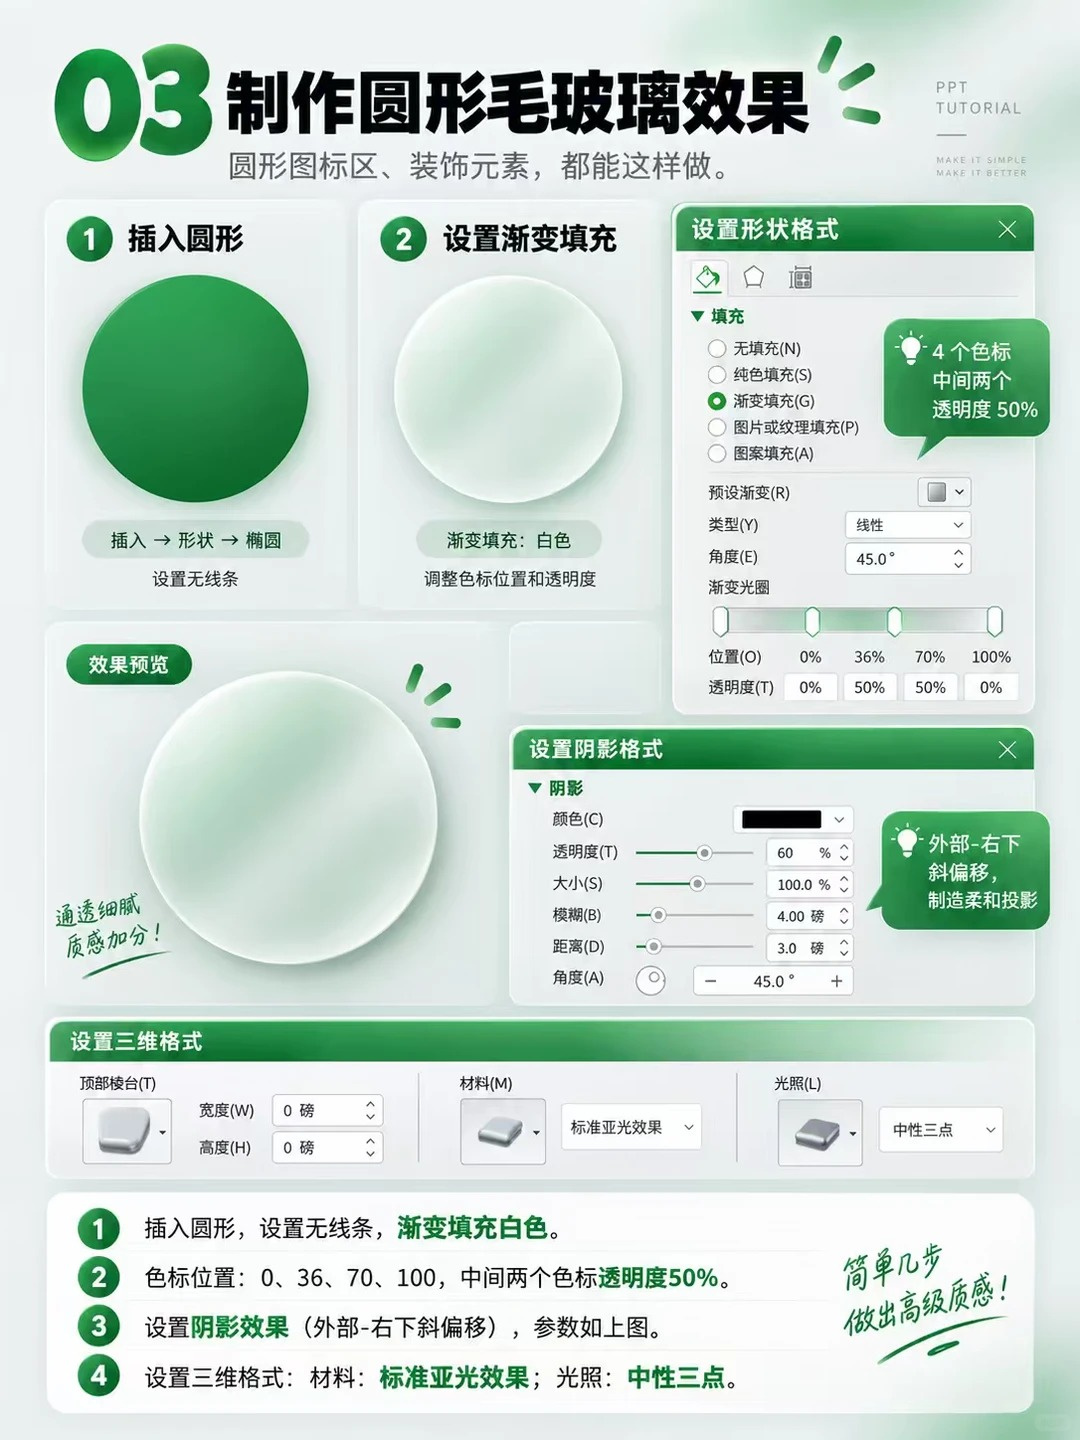 03 制作圆形毛玻璃效果
圆形图标区、装饰元素，都能这样做。
PPT
TUTORIAL
MAKE IT SIMPLE
MAKE IT BETTER
1 插入圆形
插入 → 形状 → 椭圆
设置无线条
2 设置渐变填充
渐变填充：白色
调整色标位置和透明度
设置形状格式
填充
无填充(N)
纯色填充(S)
渐变填充(G)
图片或纹理填充(P)
图案填充(A)
4 个色标
中间两个
透明度 50%
预设渐变(R)
类型(Y) 线性
角度(E) 45.0°
渐变光圈
位置(O) 0% 36% 70% 100%
透明度(T) 0% 50% 50% 0%
效果预览
通透细腻
质感加分！
设置阴影格式
阴影
颜色(C)
透明度(T) 60 %
大小(S) 100.0 %
模糊(B) 4.00 磅
距离(D) 3.0 磅
角度(A) − 45.0 ° +
外部-右下
斜偏移，
制造柔和投影
设置三维格式
顶部棱台(T)
宽度(W) 0 磅
高度(H) 0 磅
材料(M)
标准亚光效果
光照(L)
中性三点
1 插入圆形，设置无线条，渐变填充白色。
2 色标位置：0、36、70、100，中间两个色标透明度50%。
3 设置阴影效果（外部-右下斜偏移），参数如上图。
4 设置三维格式：材料：标准亚光效果；光照：中性三点。
简单几步
做出高级质感！